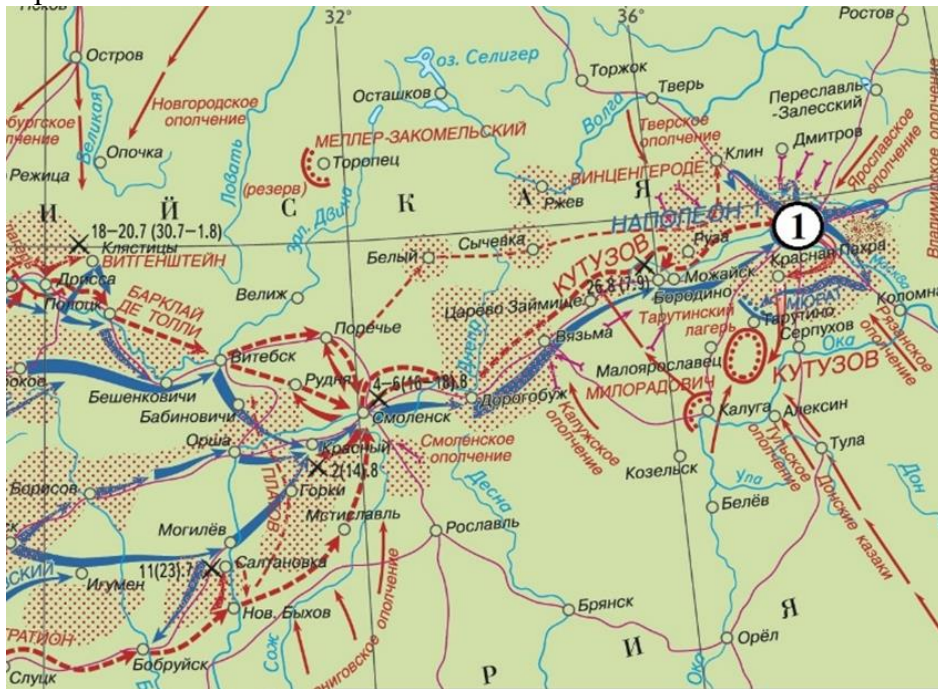 32°
36°
Ростов
Остров
оз. Селигер
Торжок
Осташков
Тверь
Переславль
-Залесский
Новгородское
ополчение
Волга
Тверское
ополчение
Великая
МЕЛЛЕР-ЗАКОМЕЛЬСКИЙ
Дмитров
Ярославское
ополчение
Владимирское ополчение
Опочка
Ловать
Торопец
Клин
ВИНЦЕНГЕРОДЕ
Режица
(резерв)
Зап. Двина
Ржев
И Й С К А Я
НАПОЛЕОН I
1
18–20.7 (30.7–1.8)
Клястицы
ВИТГЕНШТЕЙН
Белый
Сычевка
КУТУЗОВ
Руза
Красная Пахра
Москва
Дрисса
26.8 (7.9)
Можайск
Бородино
МЮРАТ
Коломна
Полоцк
БАРКЛАЙ
ДЕ ТОЛЛИ
Велиж
Царево Займище
Тарутинский
лагерь
Тарутино
Серпухов
Рязанское
ополчение
Поречье
Днепр
Вязьма
Ока
Витебск
Малоярославец
КУТУЗОВ
Рудня
4–6(16–18).8
МИЛОРАДОВИЧ
Бешенковичи
Дорогобуж
Бабиновичи
Смоленск
Калужское
ополчение
Калуга
Алексин
Орша
Красный
Смоленское
ополчение
Тульское
ополчение
Тула
2(14).8
Козельск
ПЛАТОВ
Горки
Десна
Упа
Дон
Борисов
Белёв
Донские казаки
Могилёв
Мстиславль
Рославль
Салтановка
11(23).7
Игумен
Нов. Быхов
Брянск
Р И Я
Орёл
Бобруйск
Сож
Ока
Слуцк